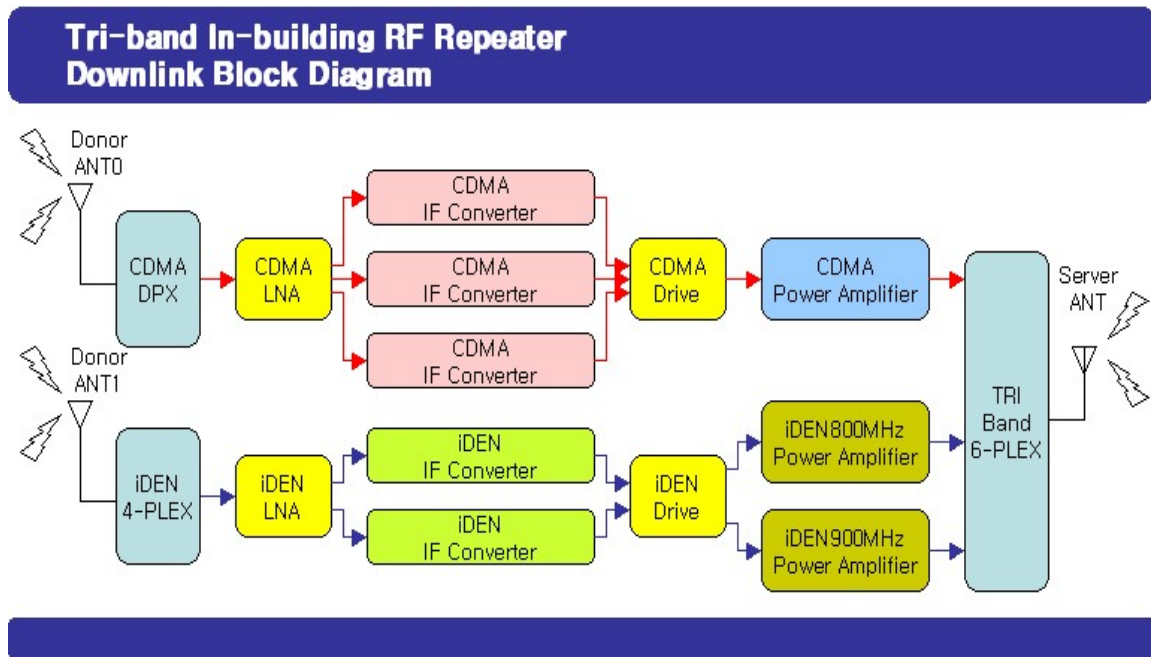 Tri-band In-building RF Repeater
Downlink Block Diagram
Donor
ANT0
CDMA
DPX
CDMA
LNA
CDMA
IF Converter
CDMA
IF Converter
CDMA
IF Converter
CDMA
Drive
CDMA
Power Amplifier
Server
ANT
Donor
ANT1
iDEN
4-PLEX
iDEN
LNA
iDEN
IF Converter
iDEN
IF Converter
iDEN
Drive
iDEN800MHz
Power Amplifier
iDEN900MHz
Power Amplifier
TRI
Band
6-PLEX